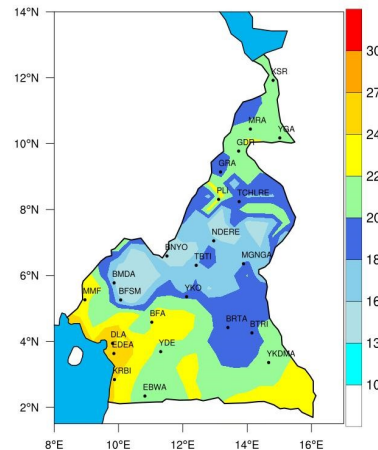 14°N
12°N
10°N
8°N
6°N
4°N
2°N
8°E
10°E
12°E
14°E
16°E
KSR
MRA
YGA
GDR
GRA
PLI
TCHLRE
NDERE
BNYO
TBTI
MGNGA
BMDA
YKO
MMF
BFSM
BFA
BRTA
BTRI
DLA
EDEA
YDE
YKDMA
KRBI
EBWA
30
27
24
22
20
18
16
13
10